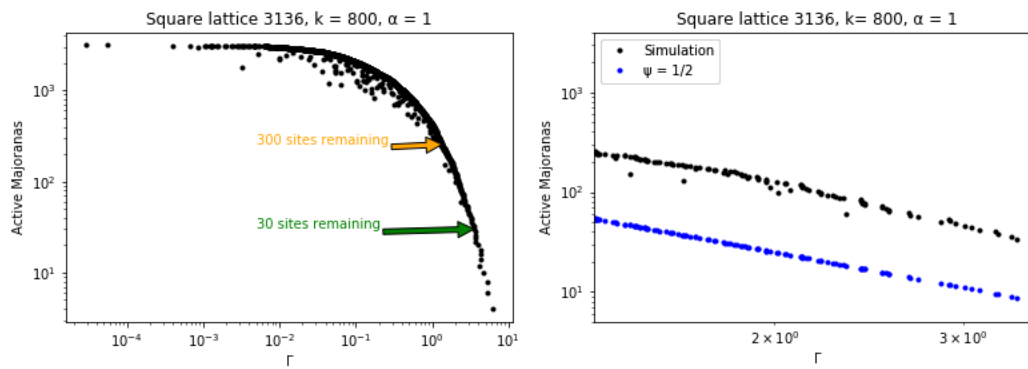 Square lattice 3136, k = 800, α = 1
Active Majoranas
10³
10²
10¹
300 sites remaining
30 sites remaining
10⁻⁴
10⁻³
10⁻²
10⁻¹
10⁰
10¹
Γ
Square lattice 3136, k= 800, α = 1
Active Majoranas
10³
10²
10¹
Simulation
ψ = 1/2
2 × 10⁰
3 × 10⁰
Γ